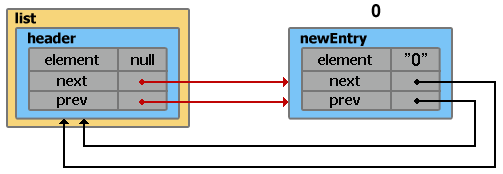 0
list
header
element null
next
prev
newEntry
element "0"
next
prev